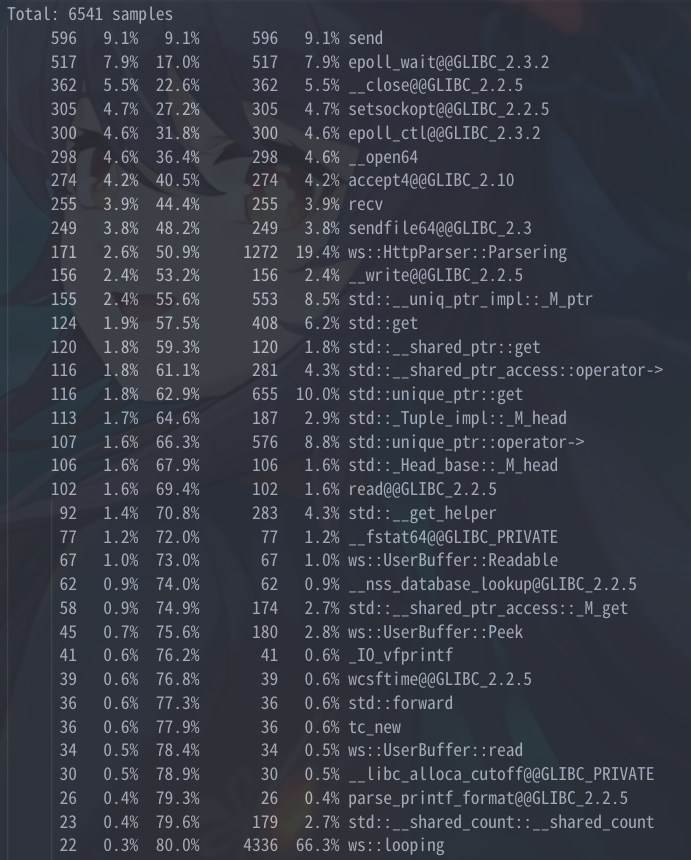 Total: 6541 samples
596 9.1% 9.1% 596 9.1% send
517 7.9% 17.0% 517 7.9% epoll_wait@@GLIBC_2.3.2
362 5.5% 22.6% 362 5.5% __close@@GLIBC_2.2.5
305 4.7% 27.2% 305 4.7% setsockopt@@GLIBC_2.2.5
300 4.6% 31.8% 300 4.6% epoll_ctl@@GLIBC_2.3.2
298 4.6% 36.4% 298 4.6% __open64
274 4.2% 40.5% 274 4.2% accept4@@GLIBC_2.10
255 3.9% 44.4% 255 3.9% recv
249 3.8% 48.2% 249 3.8% sendfile64@@GLIBC_2.3
171 2.6% 50.9% 1272 19.4% ws::HttpParser::Parsering
156 2.4% 53.2% 156 2.4% __write@@GLIBC_2.2.5
155 2.4% 55.6% 553 8.5% std::__uniq_ptr_impl::_M_ptr
124 1.9% 57.5% 408 6.2% std::get
120 1.8% 59.3% 120 1.8% std::__shared_ptr::get
116 1.8% 61.1% 281 4.3% std::__shared_ptr_access::operator->
116 1.8% 62.9% 655 10.0% std::unique_ptr::get
113 1.7% 64.6% 187 2.9% std::_Tuple_impl::_M_head
107 1.6% 66.3% 576 8.8% std::unique_ptr::operator->
106 1.6% 67.9% 106 1.6% std::_Head_base::_M_head
102 1.6% 69.4% 102 1.6% read@@GLIBC_2.2.5
92 1.4% 70.8% 283 4.3% std::__get_helper
77 1.2% 72.0% 77 1.2% __fstat64@@GLIBC_PRIVATE
67 1.0% 73.0% 67 1.0% ws::UserBuffer::Readable
62 0.9% 74.0% 62 0.9% __nss_database_lookup@GLIBC_2.2.5
58 0.9% 74.9% 174 2.7% std::__shared_ptr_access::_M_get
45 0.7% 75.6% 180 2.8% ws::UserBuffer::Peek
41 0.6% 76.2% 41 0.6% _IO_vfprintf
39 0.6% 76.8% 39 0.6% wcsftime@@GLIBC_2.2.5
36 0.6% 77.3% 36 0.6% std::forward
36 0.6% 77.9% 36 0.6% tc_new
34 0.5% 78.4% 34 0.5% ws::UserBuffer::read
30 0.5% 78.9% 30 0.5% __libc_alloca_cutoff@@GLIBC_PRIVATE
26 0.4% 79.3% 26 0.4% parse_printf_format@@GLIBC_2.2.5
23 0.4% 79.6% 179 2.7% std::__shared_count::__shared_count
22 0.3% 80.0% 4336 66.3% ws::looping